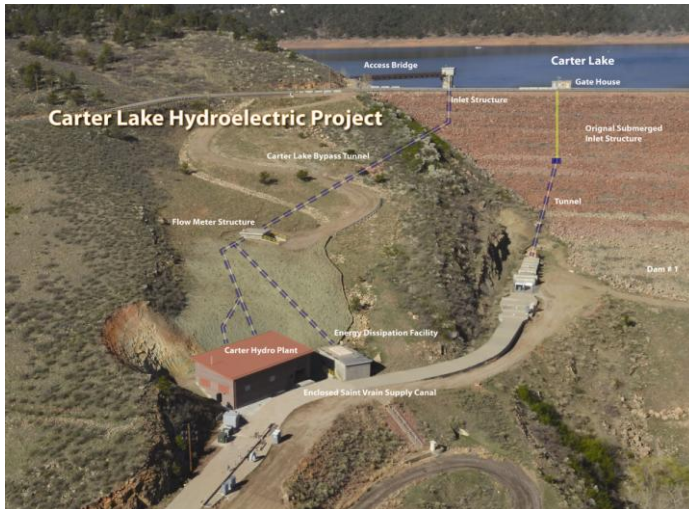 Carter Lake
Access Bridge
Gate House
Inlet Structure
Carter Lake Hydroelectric Project
Orignal Submerged
Inlet Structure
Carter Lake Bypass Tunnel
Tunnel
Flow Meter Structure
Dam # 1
Energy Dissipation Facility
Carter Hydro Plant
Enclosed Saint Vrain Supply Canal